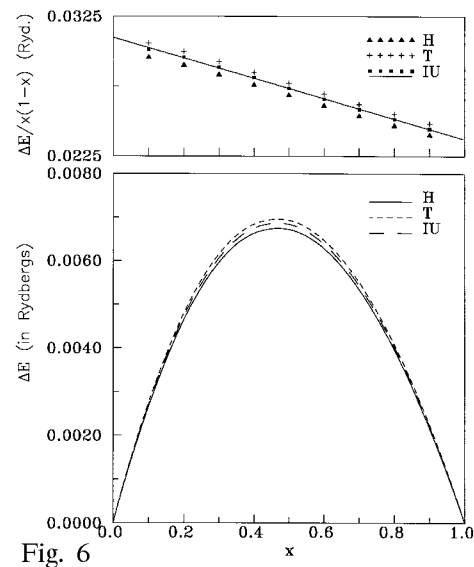 0.0325
ΔE/x(1−x) (Ryd.)
H
T
IU
0.0225
0.0080
H
T
IU
0.0060
ΔE (in Rydbergs)
0.0040
0.0020
0.0000
0.0 0.2 0.4 0.6 0.8 1.0
x
Fig. 6